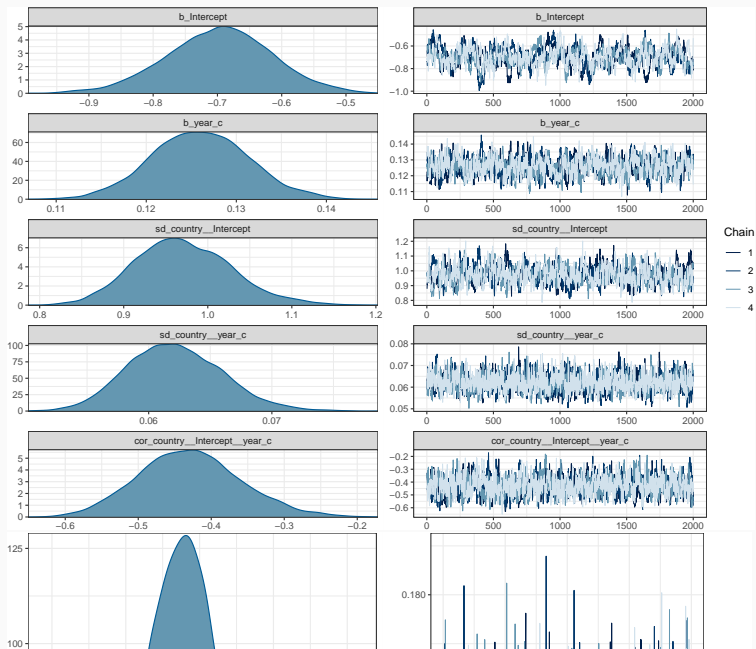 b_Intercept
b_Intercept
5
4
3
2
1
0
−0.9 −0.8 −0.7 −0.6 −0.5
−0.6
−0.8
−1.0
0 500 1000 1500 2000
b_year_c
b_year_c
60
40
20
0
0.11 0.12 0.13 0.14
0.14
0.13
0.12
0.11
0 500 1000 1500 2000
sd_country__Intercept
sd_country__Intercept
6
4
2
0
0.8 0.9 1.0 1.1 1.2
1.2
1.1
1.0
0.9
0.8
0 500 1000 1500 2000
Chain
1
2
3
4
sd_country__year_c
sd_country__year_c
100
75
50
25
0
0.06 0.07
0.08
0.07
0.06
0.05
0 500 1000 1500 2000
cor_country__Intercept__year_c
cor_country__Intercept__year_c
5
4
3
2
1
0
−0.6 −0.5 −0.4 −0.3 −0.2
−0.2
−0.3
−0.4
−0.5
−0.6
0 500 1000 1500 2000
125
100
0.180